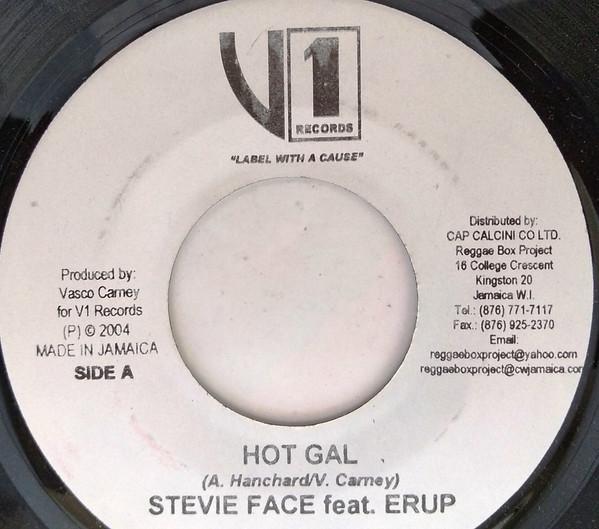 V1
RECORDS
"LABEL WITH A CAUSE"
Produced by:
Vasco Carney
for V1 Records
(P) © 2004
MADE IN JAMAICA
SIDE A
Distributed by:
CAP CALCINI CO LTD.
Reggae Box Project
16 College Crescent
Kingston 20
Jamaica W.I.
Tel.: (876) 771-7117
Fax.: (876) 925-2370
Email:
reggaeboxproject@yahoo.com
reggaeboxproject@cwjamaica.com
HOT GAL
(A. Hanchard/V. Carney)
STEVIE FACE feat. ERUP